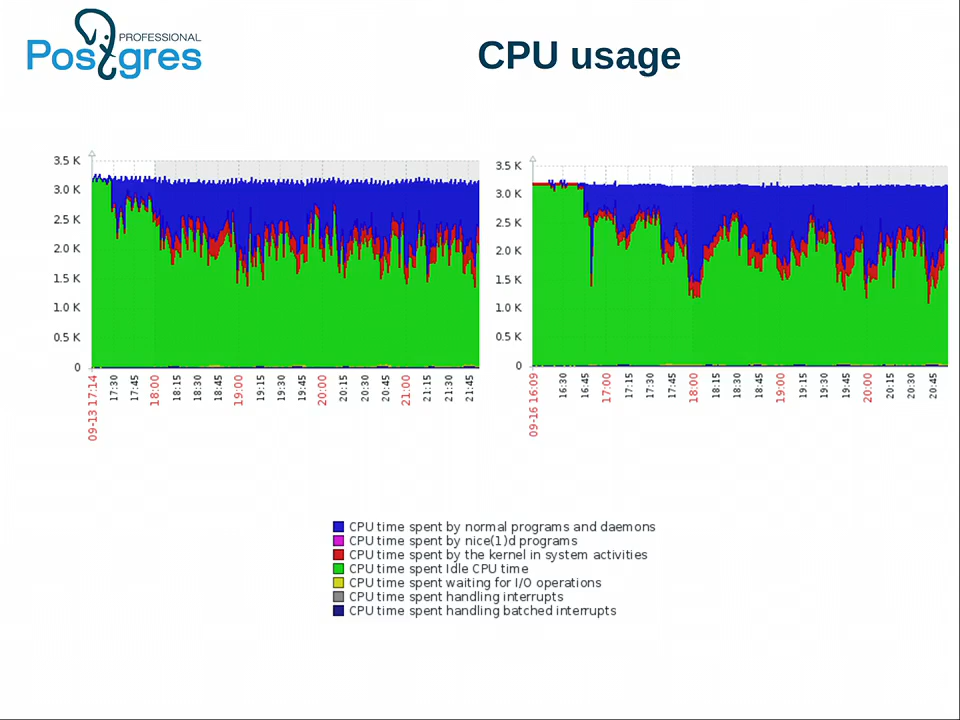 PROFESSIONAL
Postgres
CPU usage
3.5 K
3.0 K
2.5 K
2.0 K
1.5 K
1.0 K
0.5 K
0
09-13 17:14
17:30
17:45
18:00
18:15
18:30
18:45
19:00
19:15
19:30
19:45
20:00
20:15
20:30
20:45
21:00
21:15
21:30
21:45
3.5 K
3.0 K
2.5 K
2.0 K
1.5 K
1.0 K
0.5 K
0
09-16 16:09
16:30
16:45
17:00
17:15
17:30
17:45
18:00
18:15
18:30
18:45
19:00
19:15
19:30
19:45
20:00
20:15
20:30
20:45
CPU time spent by normal programs and daemons
CPU time spent by nice(1)d programs
CPU time spent by the kernel in system activities
CPU time spent Idle CPU time
CPU time spent waiting for I/O operations
CPU time spent handling interrupts
CPU time spent handling batched interrupts